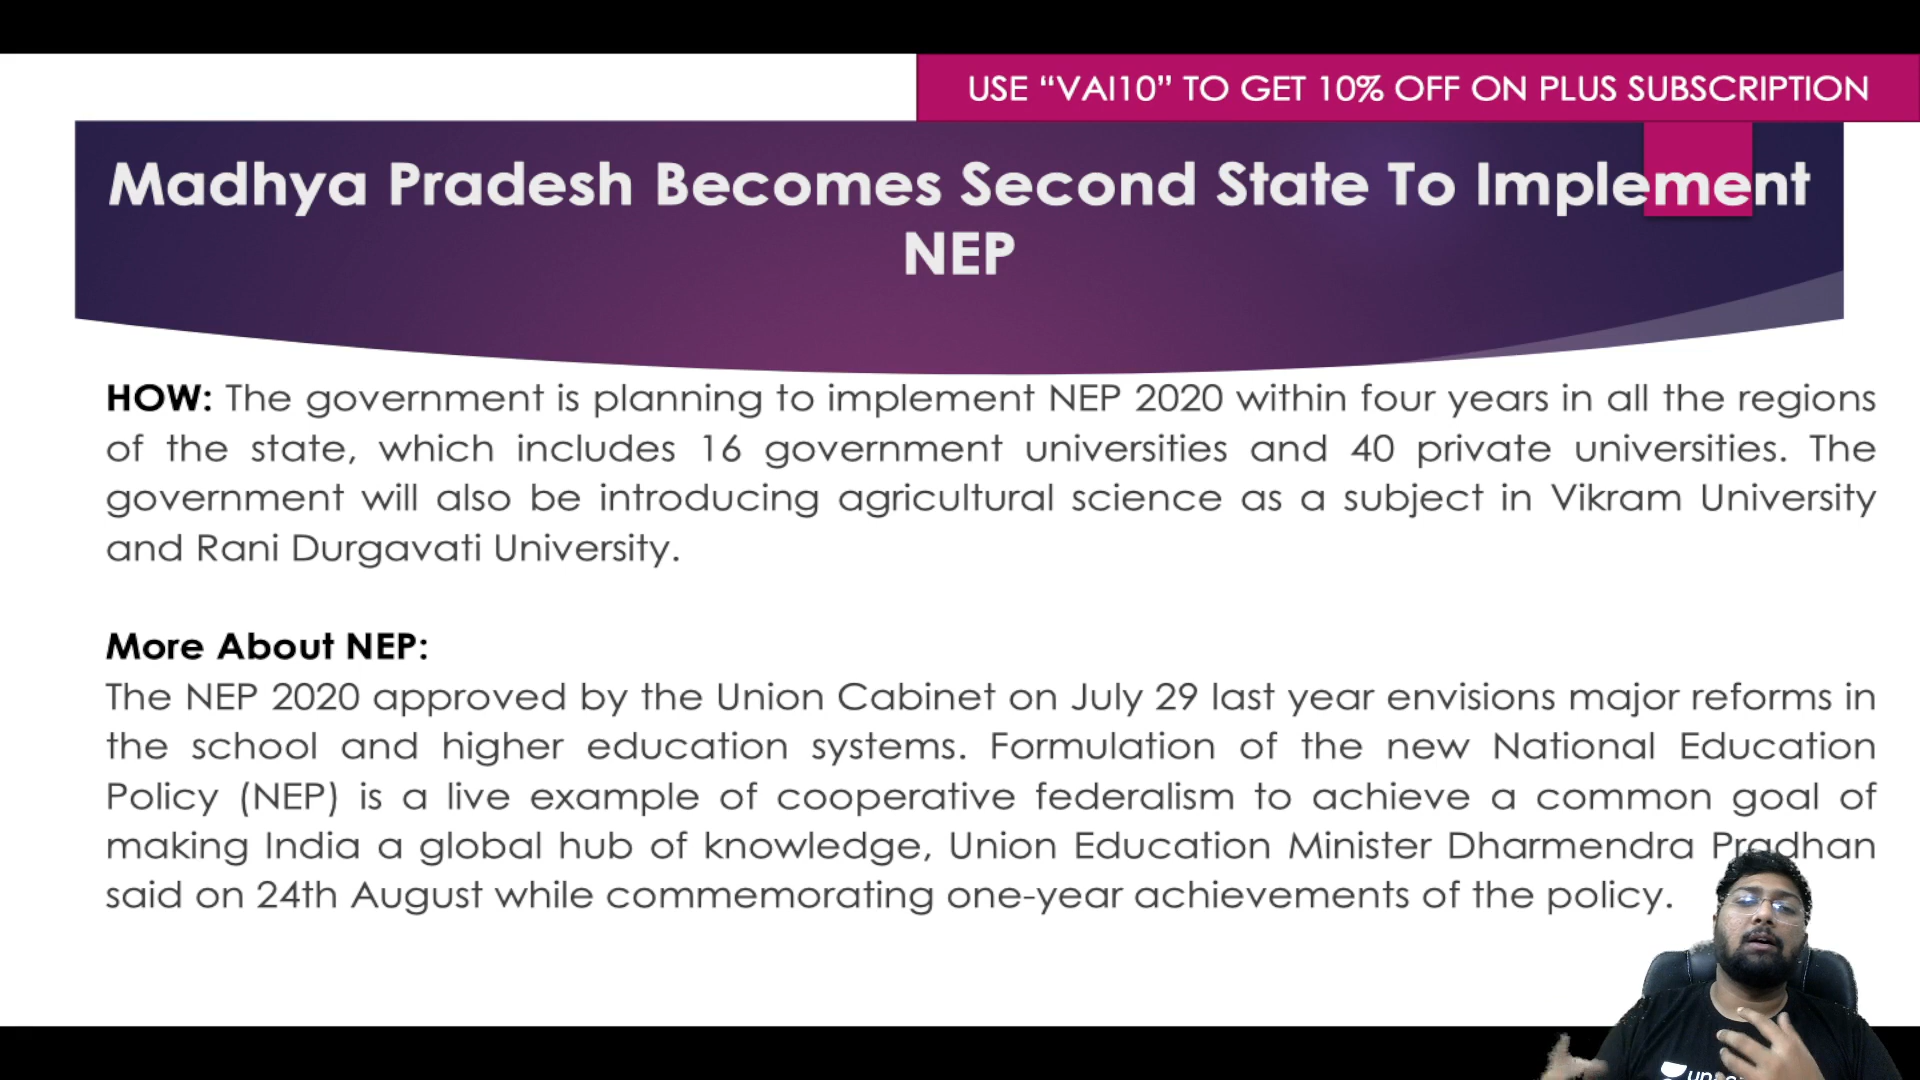 USE “VAI10” TO GET 10% OFF ON PLUS SUBSCRIPTION
Madhya Pradesh Becomes Second State To Implement
NEP
HOW: The government is planning to implement NEP 2020 within four years in all the regions
of the state, which includes 16 government universities and 40 private universities. The
government will also be introducing agricultural science as a subject in Vikram University
and Rani Durgavati University.
More About NEP:
The NEP 2020 approved by the Union Cabinet on July 29 last year envisions major reforms in
the school and higher education systems. Formulation of the new National Education
Policy (NEP) is a live example of cooperative federalism to achieve a common goal of
making India a global hub of knowledge, Union Education Minister Dharmendra Pradhan
said on 24th August while commemorating one-year achievements of the policy.